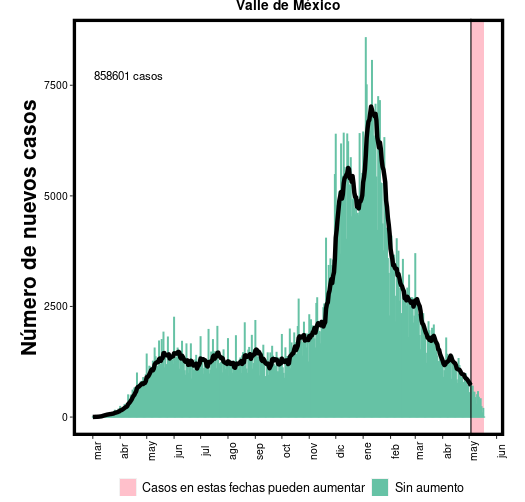 Valle de México
858601 casos
Número de nuevos casos
7500
5000
2500
0
mar abr may jun jul ago sep oct nov dic ene feb mar abr may jun
Casos en estas fechas pueden aumentar Sin aumento